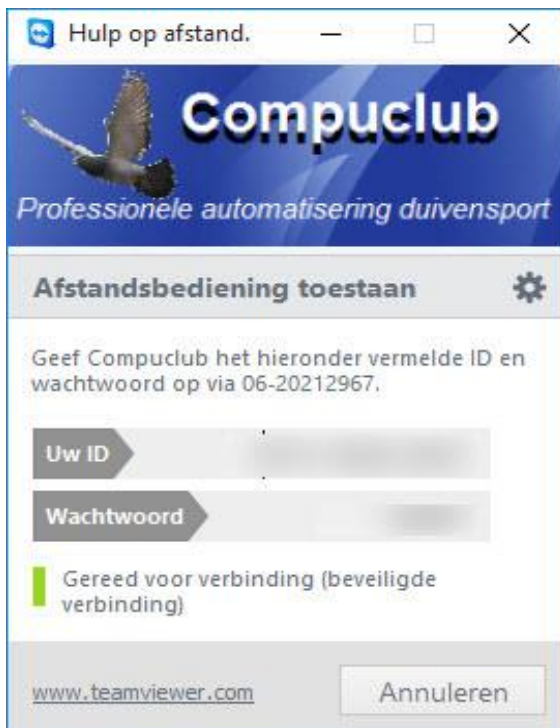 Hulp op afstand.
Compuclub
Professionele automatisering duivensport
Afstandsbediening toestaan
Geef Compuclub het hieronder vermelde ID en
wachtwoord op via 06-20212967.
Uw ID
Wachtwoord
Gereed voor verbinding (beveiligde
verbinding)
www.teamviewer.com
Annuleren